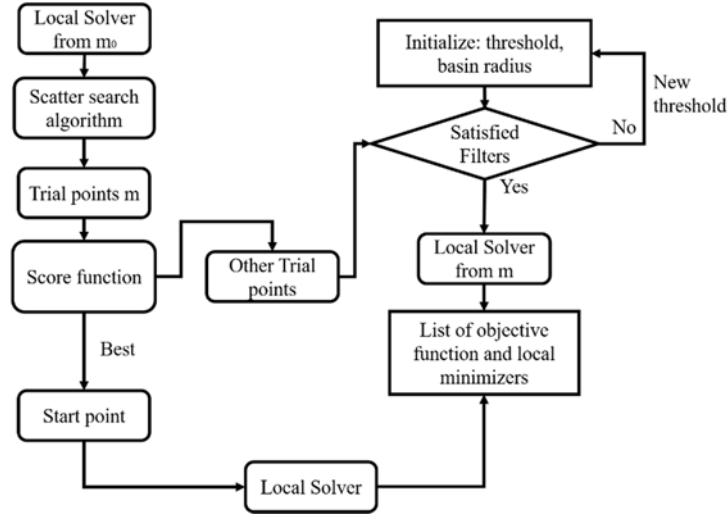 Local Solver
from m₀
Scatter search
algorithm
Trial points m
Score function
Best
Start point
Other Trial
points
Local Solver
Initialize: threshold,
basin radius
New
threshold
Satisfied
Filters
No
Yes
Local Solver
from m
List of objective
function and local
minimizers